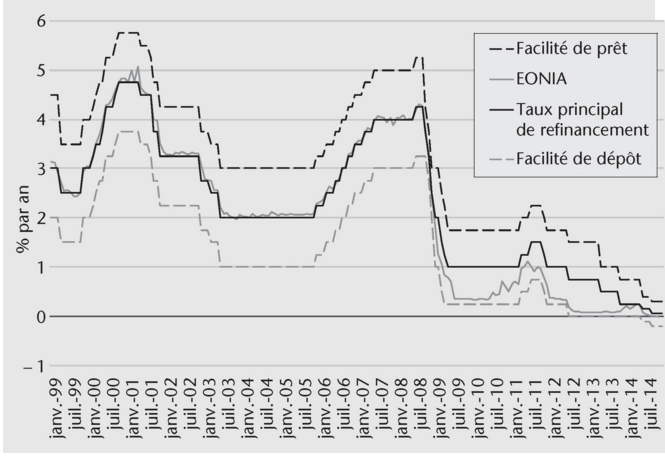 6
5
4
3
2
1
0
– 1
% par an
Facilité de prêt
EONIA
Taux principal
de refinancement
Facilité de dépôt
janv.-99
juil.-99
janv.-00
juil.-00
janv.-01
juil.-01
janv.-02
juil.-02
janv.-03
juil.-03
janv.-04
juil.-04
janv.-05
juil.-05
janv.-06
juil.-06
janv.-07
juil.-07
janv.-08
juil.-08
janv.-09
juil.-09
janv.-10
juil.-10
janv.-11
juil.-11
janv.-12
juil.-12
janv.-13
juil.-13
janv.-14
juil.-14